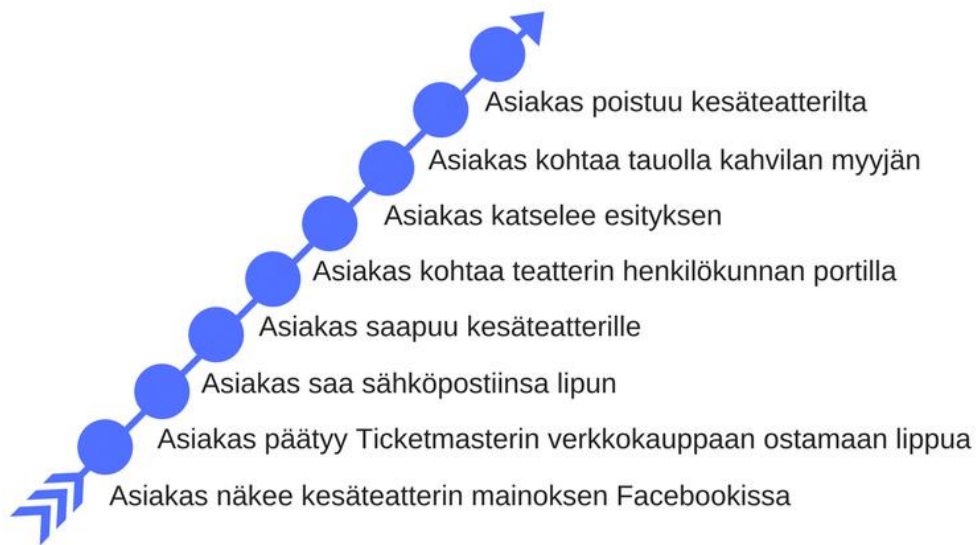 Asiakas poistuu kesäteatterilta
Asiakas kohtaa tauolla kahvilan myyjän
Asiakas katselee esityksen
Asiakas kohtaa teatterin henkilökunnan portilla
Asiakas saapuu kesäteatterille
Asiakas saa sähköpostiinsa lipun
Asiakas päätyy Ticketmasterin verkkokauppaan ostamaan lippua
Asiakas näkee kesäteatterin mainoksen Facebookissa